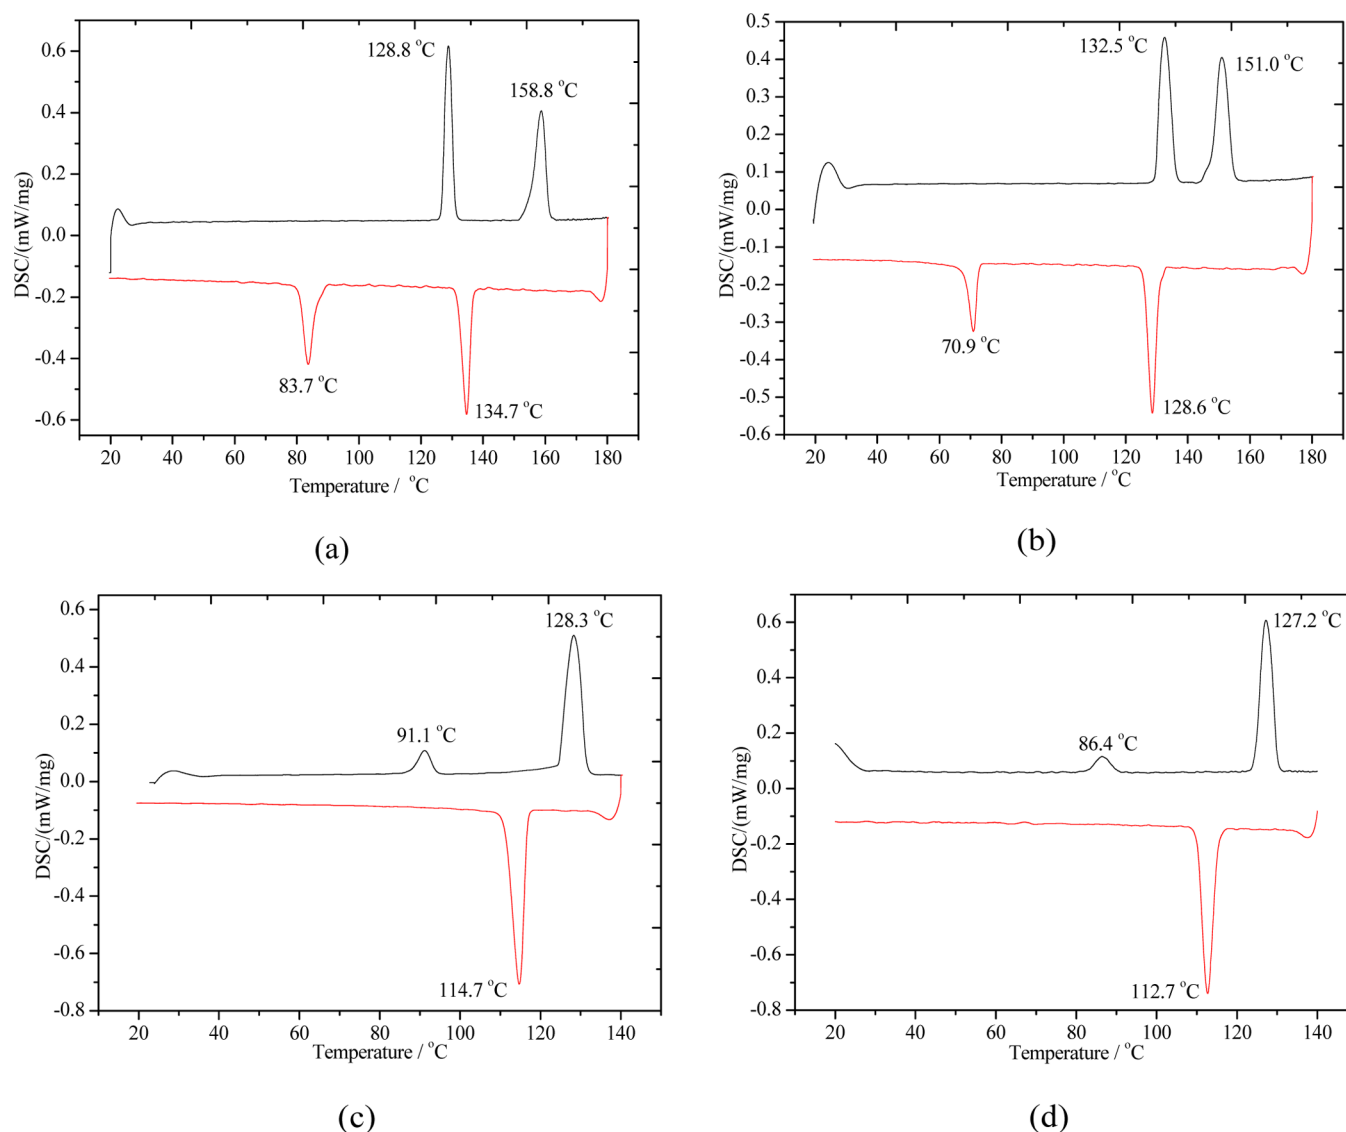 128.8 °C
158.8 °C
0.6
0.4
0.2
0.0
-0.2
-0.4
-0.6
DSC/(mW/mg)
83.7 °C
134.7 °C
20 40 60 80 100 120 140 160 180
Temperature / °C
(a)
132.5 °C
151.0 °C
0.5
0.4
0.3
0.2
0.1
0.0
-0.1
-0.2
-0.3
-0.4
-0.5
-0.6
DSC/(mW/mg)
70.9 °C
128.6 °C
20 40 60 80 100 120 140 160 180
Temperature / °C
(b)
128.3 °C
91.1 °C
0.6
0.4
0.2
0.0
-0.2
-0.4
-0.6
-0.8
DSC/(mW/mg)
114.7 °C
20 40 60 80 100 120 140
Temperature / °C
(c)
127.2 °C
86.4 °C
0.6
0.4
0.2
0.0
-0.2
-0.4
-0.6
-0.8
DSC/(mW/mg)
112.7 °C
20 40 60 80 100 120 140
Temperature / °C
(d)